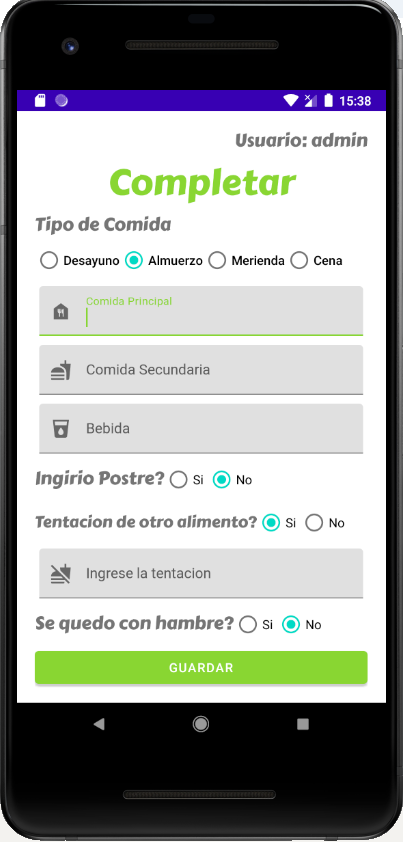 15:38
Usuario: admin
Completar
Tipo de Comida
Desayuno Almuerzo Merienda Cena
Comida Principal
Comida Secundaria
Bebida
Ingirio Postre? Si No
Tentacion de otro alimento? Si No
Ingrese la tentacion
Se quedo con hambre? Si No
GUARDAR